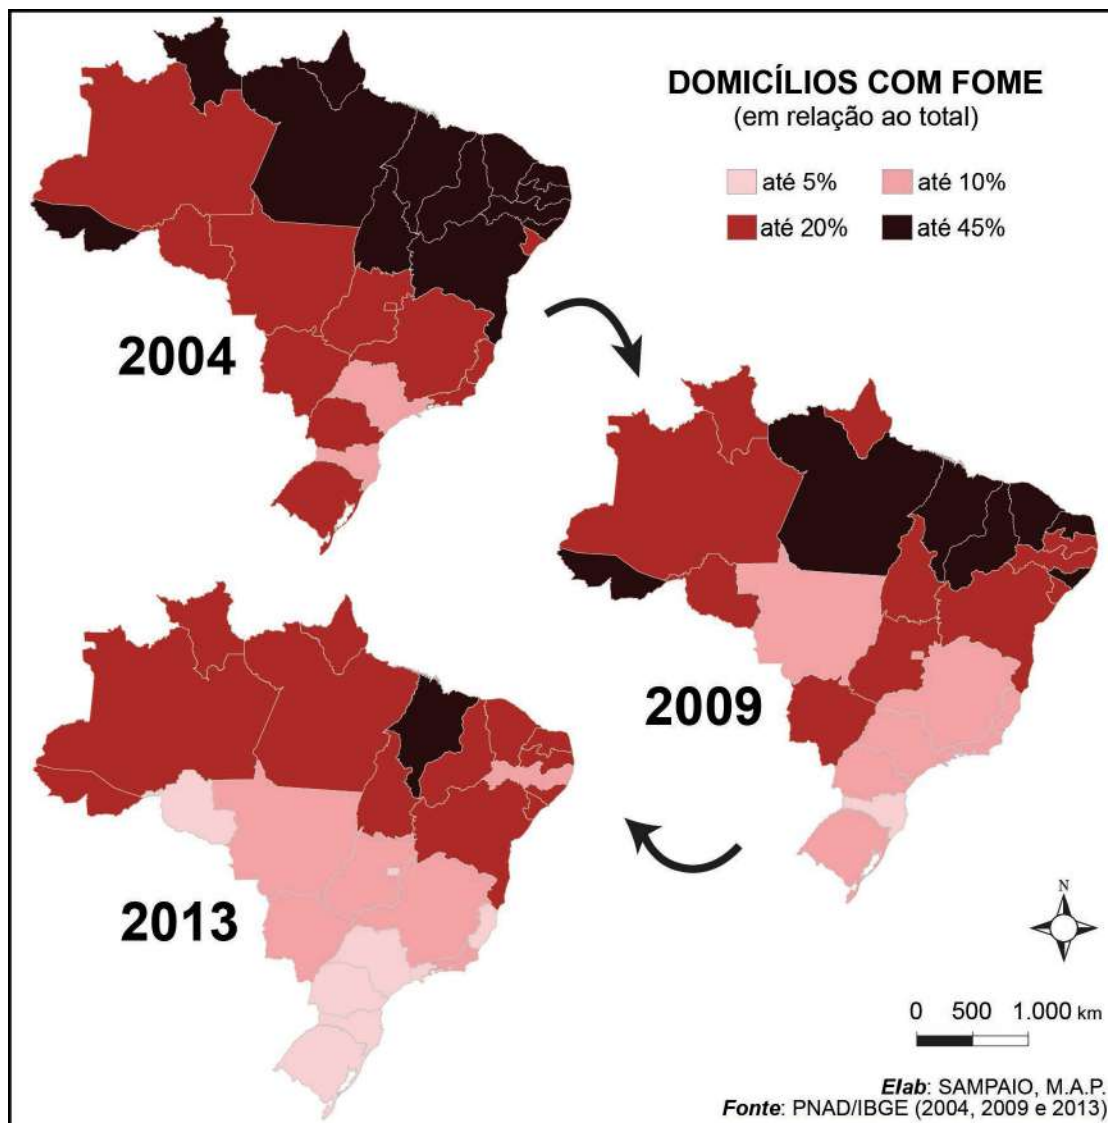 DOMICÍLIOS COM FOME
(em relação ao total)
até 5%
até 10%
até 20%
até 45%
2004
2009
2013
N
0 500 1.000 km
Elab: SAMPAIO, M.A.P.
Fonte: PNAD/IBGE (2004, 2009 e 2013)